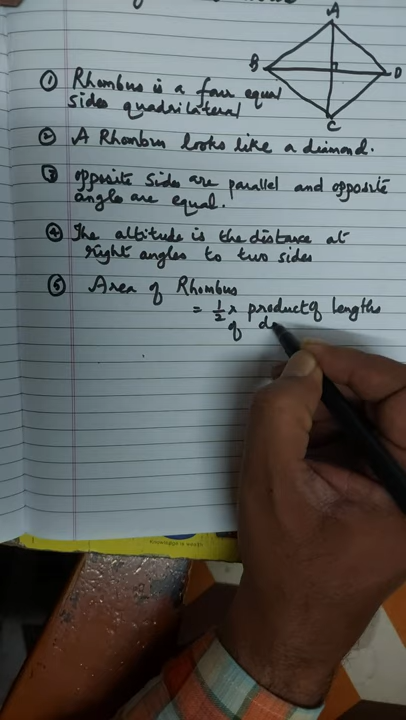 A
B
D
C
① Rhombus is a four equal
sides quadrilateral
② A Rhombus looks like a diamond.
③ opposite sides are parallel and opposite
angles are equal.
④ The altitude is the distance at
right angles to two sides
⑤ Area of Rhombus
= 1/2 x product of lengths
of d